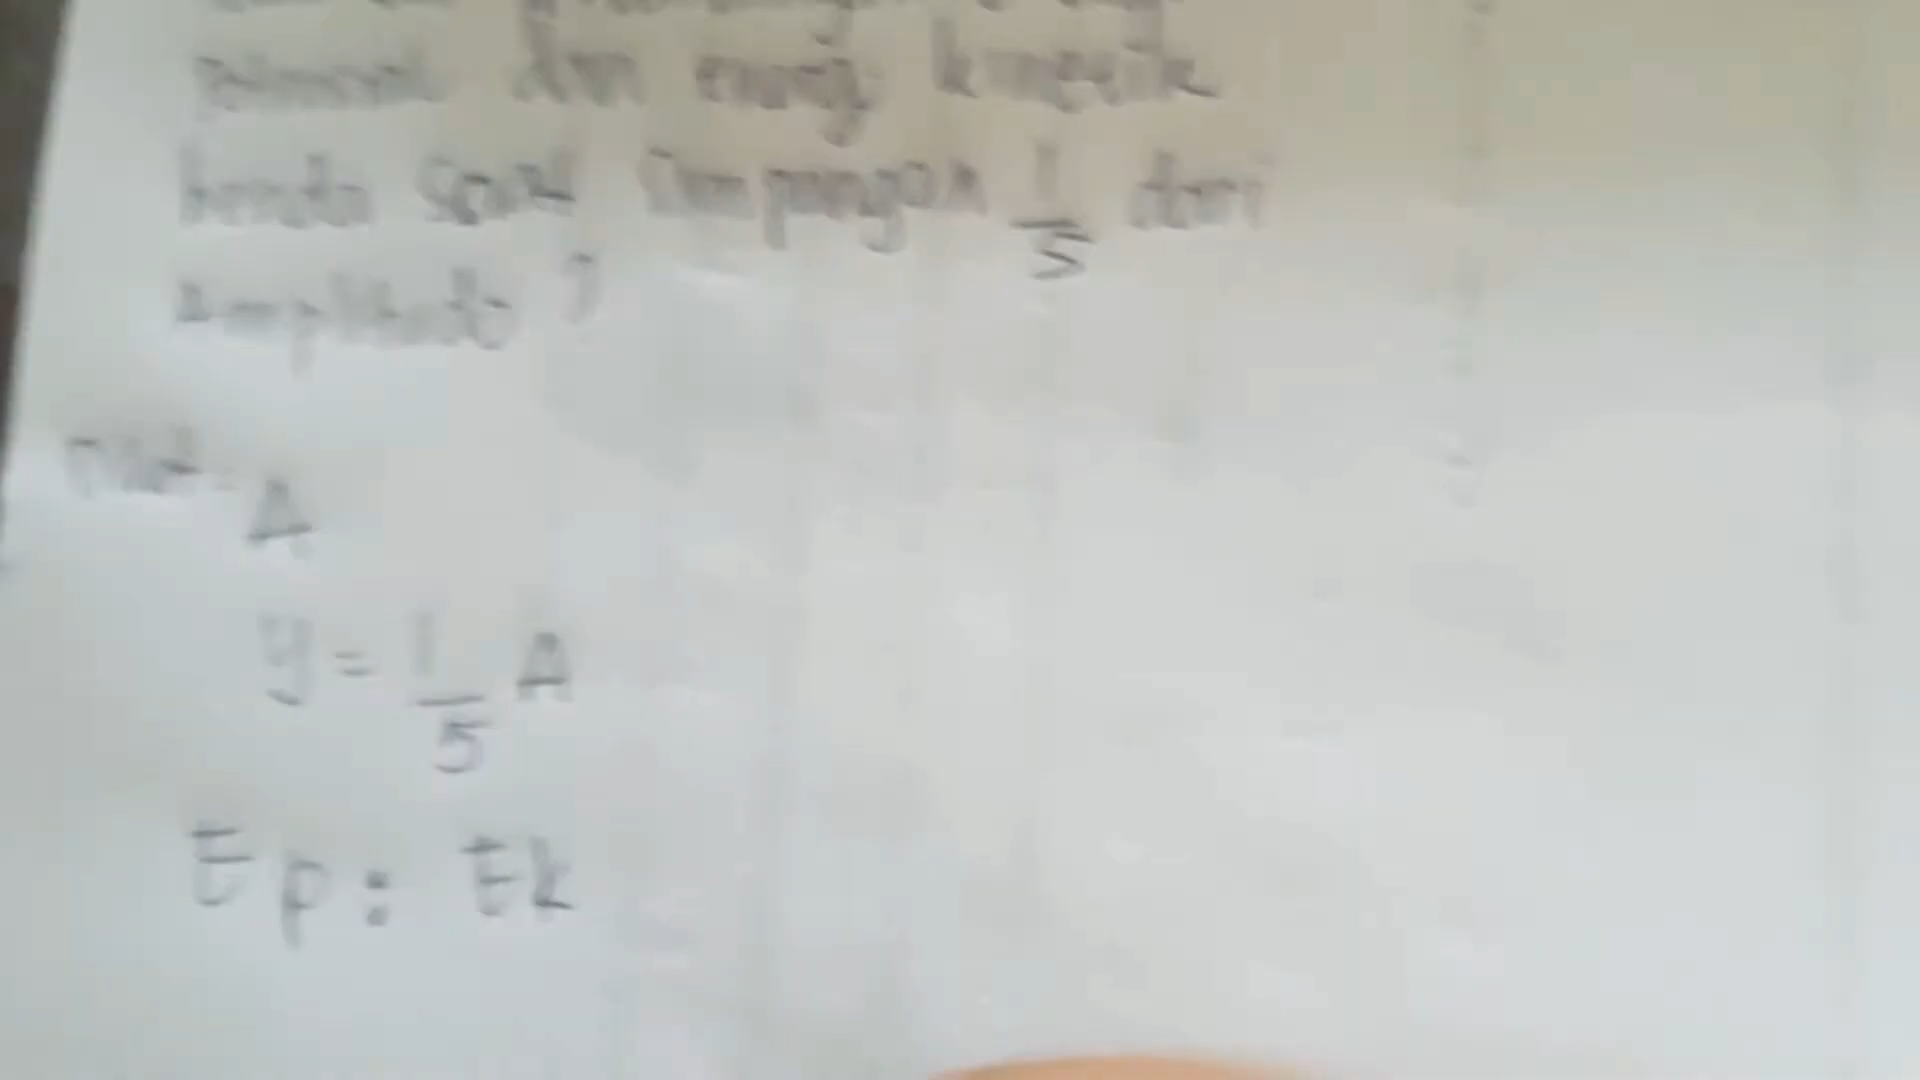 potensial dan energi kinetik
benda saat simpangan 1/5 dari
amplitudo ?
A
y = 1/5 A
Ep : Ek